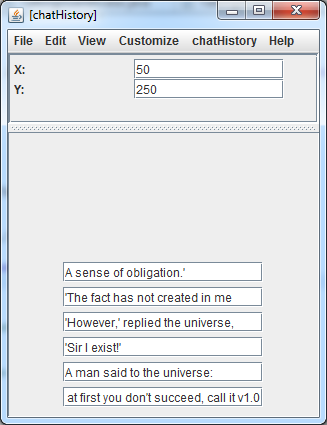 [chatHistory]
File Edit View Customize chatHistory Help
X: 50
Y: 250
A sense of obligation.'
'The fact has not created in me
'However,' replied the universe,
'Sir I exist!'
A man said to the universe:
at first you don't succeed, call it v1.0